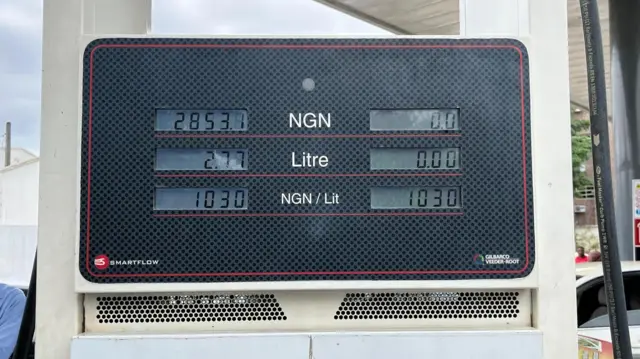 2853.1 NGN 0.0
2.77 Litre 0.00
1030 NGN / Lit 1030
SMARTFLOW
GILBARCO
VEEDER-ROOT